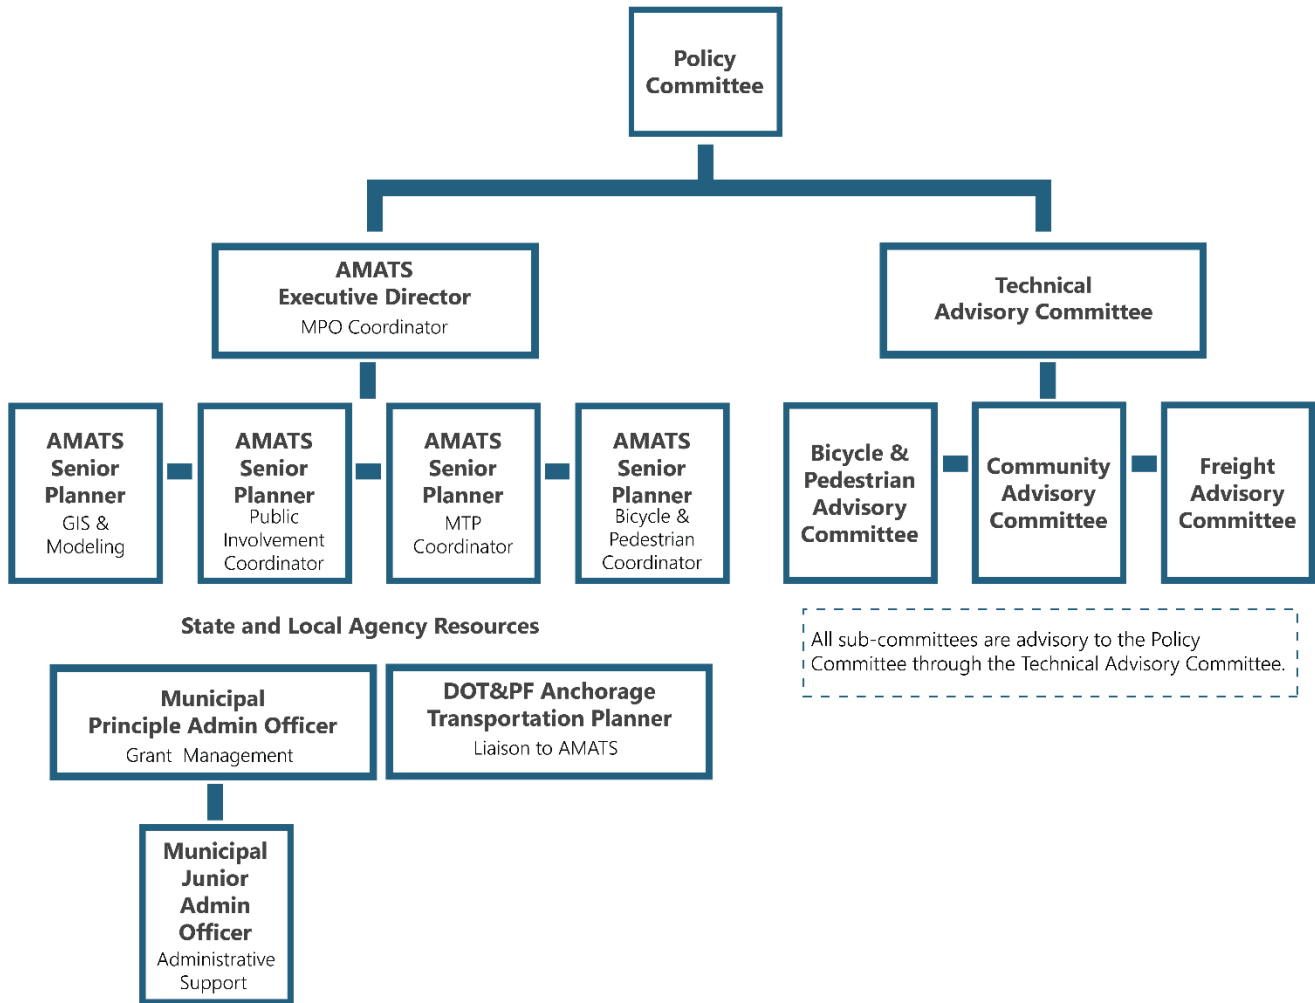 Policy
Committee
AMATS
Executive Director
MPO Coordinator
Technical
Advisory Committee
AMATS
Senior
Planner
GIS &
Modeling
AMATS
Senior
Planner
Public
Involvement
Coordinator
AMATS
Senior
Planner
MTP
Coordinator
AMATS
Senior
Planner
Bicycle &
Pedestrian
Coordinator
Bicycle &
Pedestrian
Advisory
Committee
Community
Advisory
Committee
Freight
Advisory
Committee
All sub-committees are advisory to the Policy
Committee through the Technical Advisory Committee.
State and Local Agency Resources
Municipal
Principle Admin Officer
Grant Management
DOT&PF Anchorage
Transportation Planner
Liaison to AMATS
Municipal
Junior
Admin
Officer
Administrative
Support